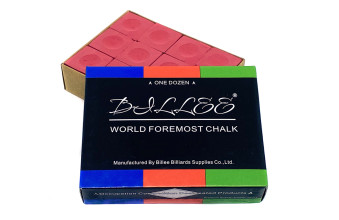 ▲ ONE DOZEN ▲
BILLEE
WORLD FOREMOST CHALK
Manufactured By Billee Billiards Supplies Co.,Ltd.